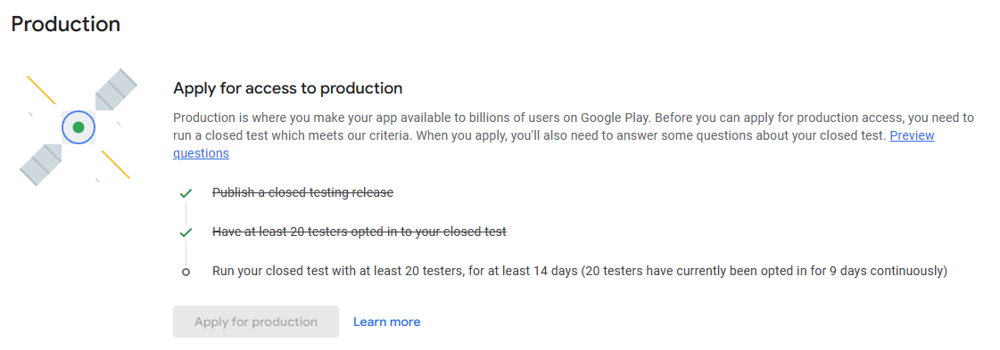 Production
Apply for access to production
Production is where you make your app available to billions of users on Google Play. Before you can apply for production access, you need to
run a closed test which meets our criteria. When you apply, you'll also need to answer some questions about your closed test. Preview
questions
Publish a closed testing release
Have at least 20 testers opted in to your closed test
Run your closed test with at least 20 testers, for at least 14 days (20 testers have currently been opted in for 9 days continuously)
Apply for production Learn more